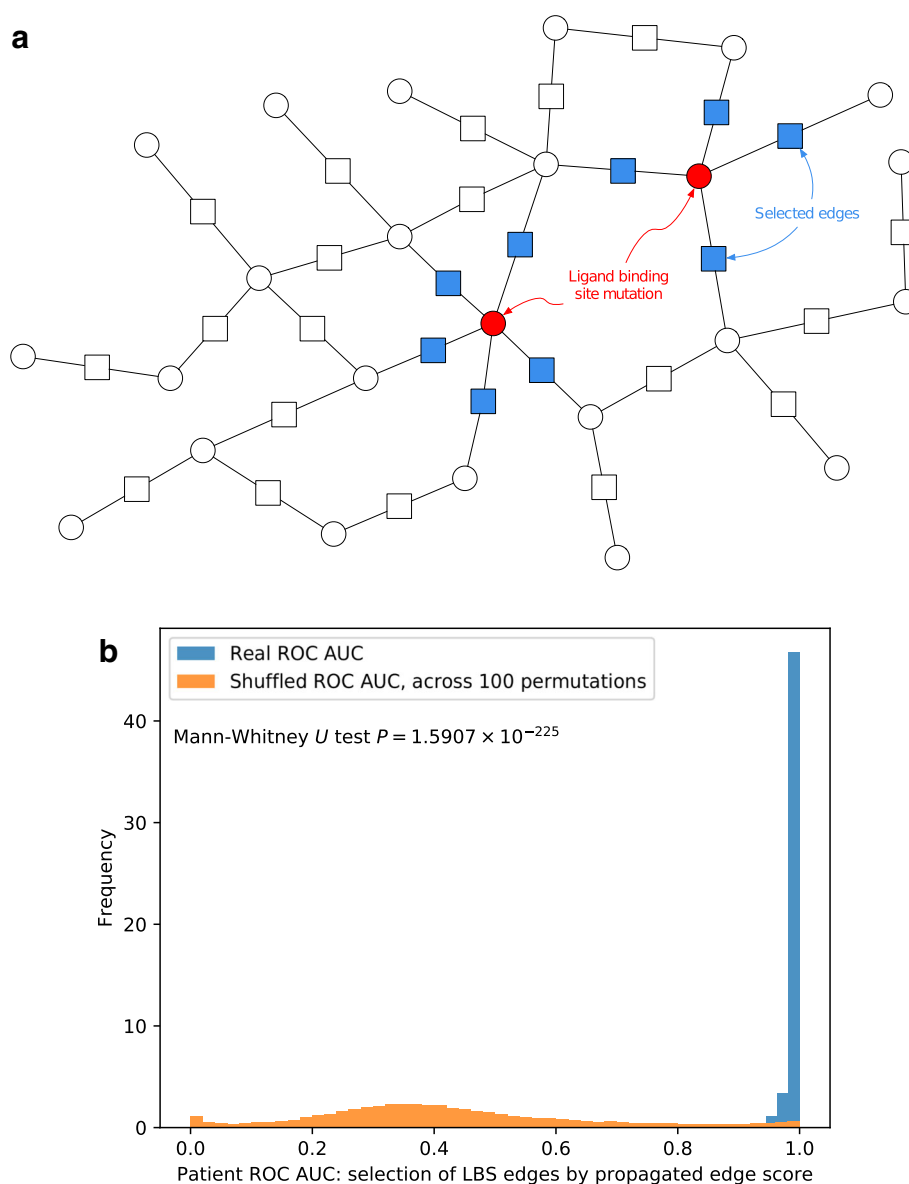 a
Selected edges
Ligand binding
site mutation
b
Real ROC AUC
Shuffled ROC AUC, across 100 permutations
Mann-Whitney U test P = 1.5907 × 10⁻²²⁵
Frequency
40
30
20
10
0
0.0 0.2 0.4 0.6 0.8 1.0
Patient ROC AUC: selection of LBS edges by propagated edge score